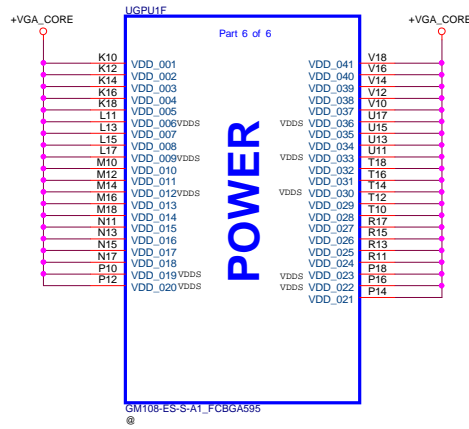 +VGA_CORE
UGPU1F
+VGA_CORE
Part 6 of 6
K10 VDD_001
K12 VDD_002
K14 VDD_003
K16 VDD_004
K18 VDD_005
L11 VDD_006 VDDS
L13 VDD_007
L15 VDD_008
L17 VDD_009 VDDS
M10 VDD_010
M12 VDD_011
M14 VDD_012 VDDS
M16 VDD_013
M18 VDD_014
N11 VDD_015
N13 VDD_016
N15 VDD_017
N17 VDD_018
P10 VDD_019 VDDS
P12 VDD_020 VDDS
POWER
VDD_041 V18
VDD_040 V16
VDD_039 V14
VDD_038 V12
VDD_037 V10
VDDS VDD_036 U17
VDD_035 U15
VDD_034 U13
VDDS VDD_033 U11
VDD_032 T18
VDD_031 T16
VDDS VDD_030 T14
VDD_029 T12
VDD_028 T10
VDD_027 R17
VDD_026 R15
VDD_025 R13
VDD_024 R11
VDDS VDD_023 P18
VDDS VDD_022 P16
VDD_021 P14
GM108-ES-S-A1_FCBGA595
@